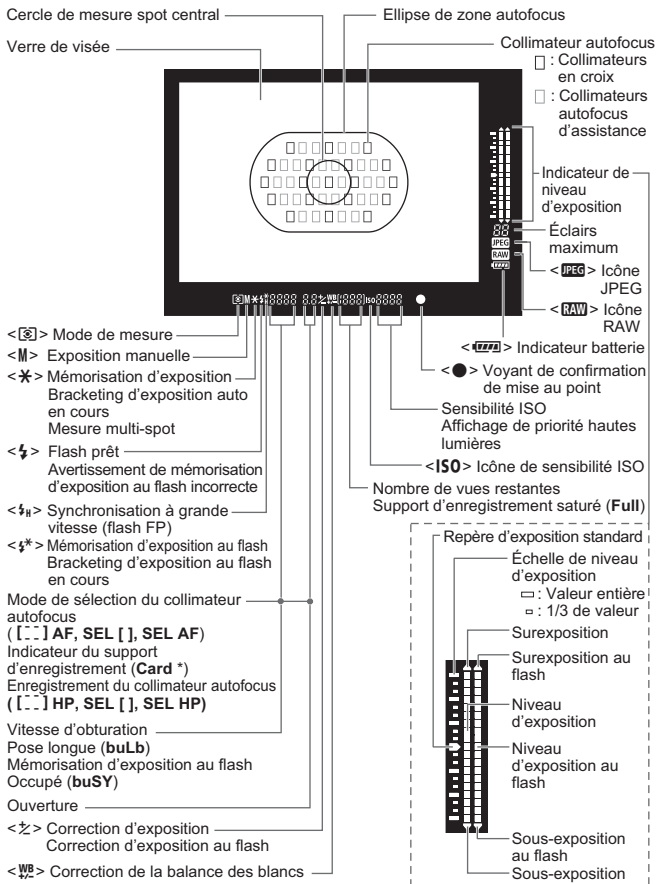 Cercle de mesure spot central
Ellipse de zone autofocus
Verre de visée
Collimateur autofocus
: Collimateurs
en croix
: Collimateurs
autofocus
d'assistance
Indicateur de
niveau
d'exposition
Éclairs
maximum
<JPEG> Icône
JPEG
<RAW> Icône
RAW
JPEG
RAW
M ISO
<> Indicateur batterie
<●> Voyant de confirmation
de mise au point
<> Mode de mesure
<M> Exposition manuelle
<✱> Mémorisation d'exposition
Bracketing d'exposition auto
en cours
Mesure multi-spot
Sensibilité ISO
Affichage de priorité hautes
lumières
<ISO> Icône de sensibilité ISO
<⚡> Flash prêt
Avertissement de mémorisation
d'exposition au flash incorrecte
Nombre de vues restantes
Support d'enregistrement saturé (Full)
<⚡H> Synchronisation à grande
vitesse (flash FP)
<⚡✱> Mémorisation d'exposition au flash
Bracketing d'exposition au flash
en cours
Mode de sélection du collimateur
autofocus
( [ ] AF, SEL [ ], SEL AF)
Indicateur du support
d'enregistrement (Card *)
Enregistrement du collimateur autofocus
( [ ] HP, SEL [ ], SEL HP)
Vitesse d'obturation
Pose longue (buLb)
Mémorisation d'exposition au flash
Occupé (buSY)
Ouverture
<+/-> Correction d'exposition
Correction d'exposition au flash
<WB +/-> Correction de la balance des blancs
Repère d'exposition standard
Échelle de niveau
d'exposition
: Valeur entière
: 1/3 de valeur
Surexposition
Surexposition au
flash
Niveau
d'exposition
Niveau
d'exposition au
flash
Sous-exposition
au flash
Sous-exposition